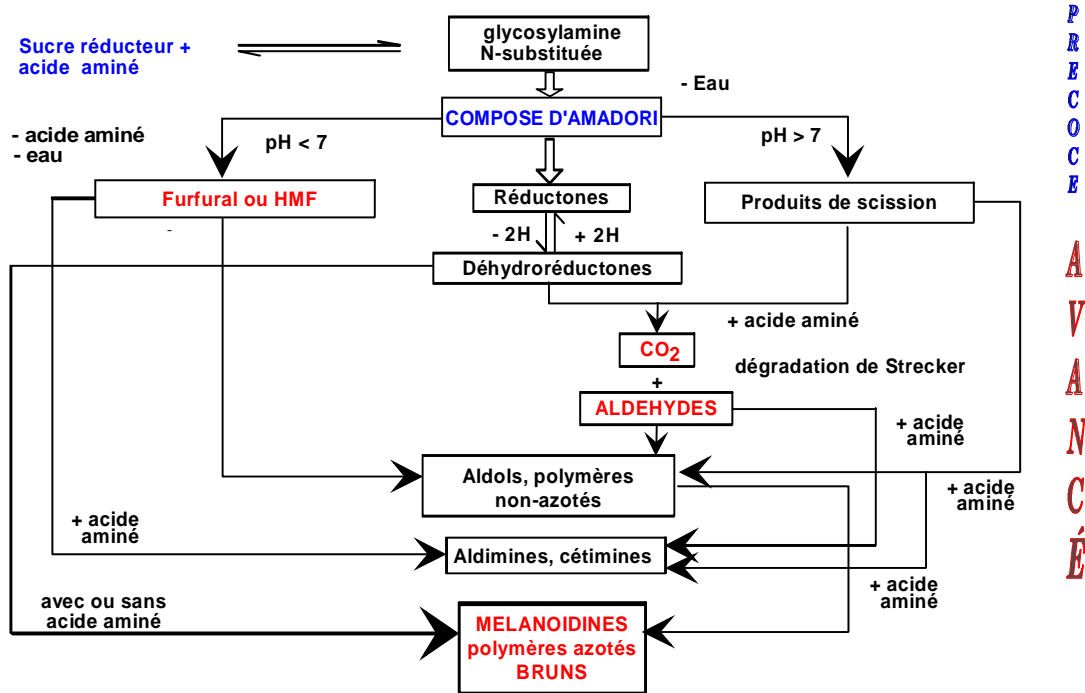 Sucre réducteur +
acide aminé
glycosylamine
N-substituée
- Eau
COMPOSE D'AMADORI
- acide aminé
- eau
pH < 7
pH > 7
Furfural ou HMF
-
Réductones
Produits de scission
- 2H
+ 2H
Déhydroréductones
+ acide aminé
CO2
dégradation de Strecker
+
ALDEHYDES
+ acide
aminé
Aldols, polymères
non-azotés
+ acide
aminé
+ acide
aminé
Aldimines, cétimines
+ acide
aminé
avec ou sans
acide aminé
MELANOIDINES
polymères azotés
BRUNS
PRECOCE
AVANCÉ